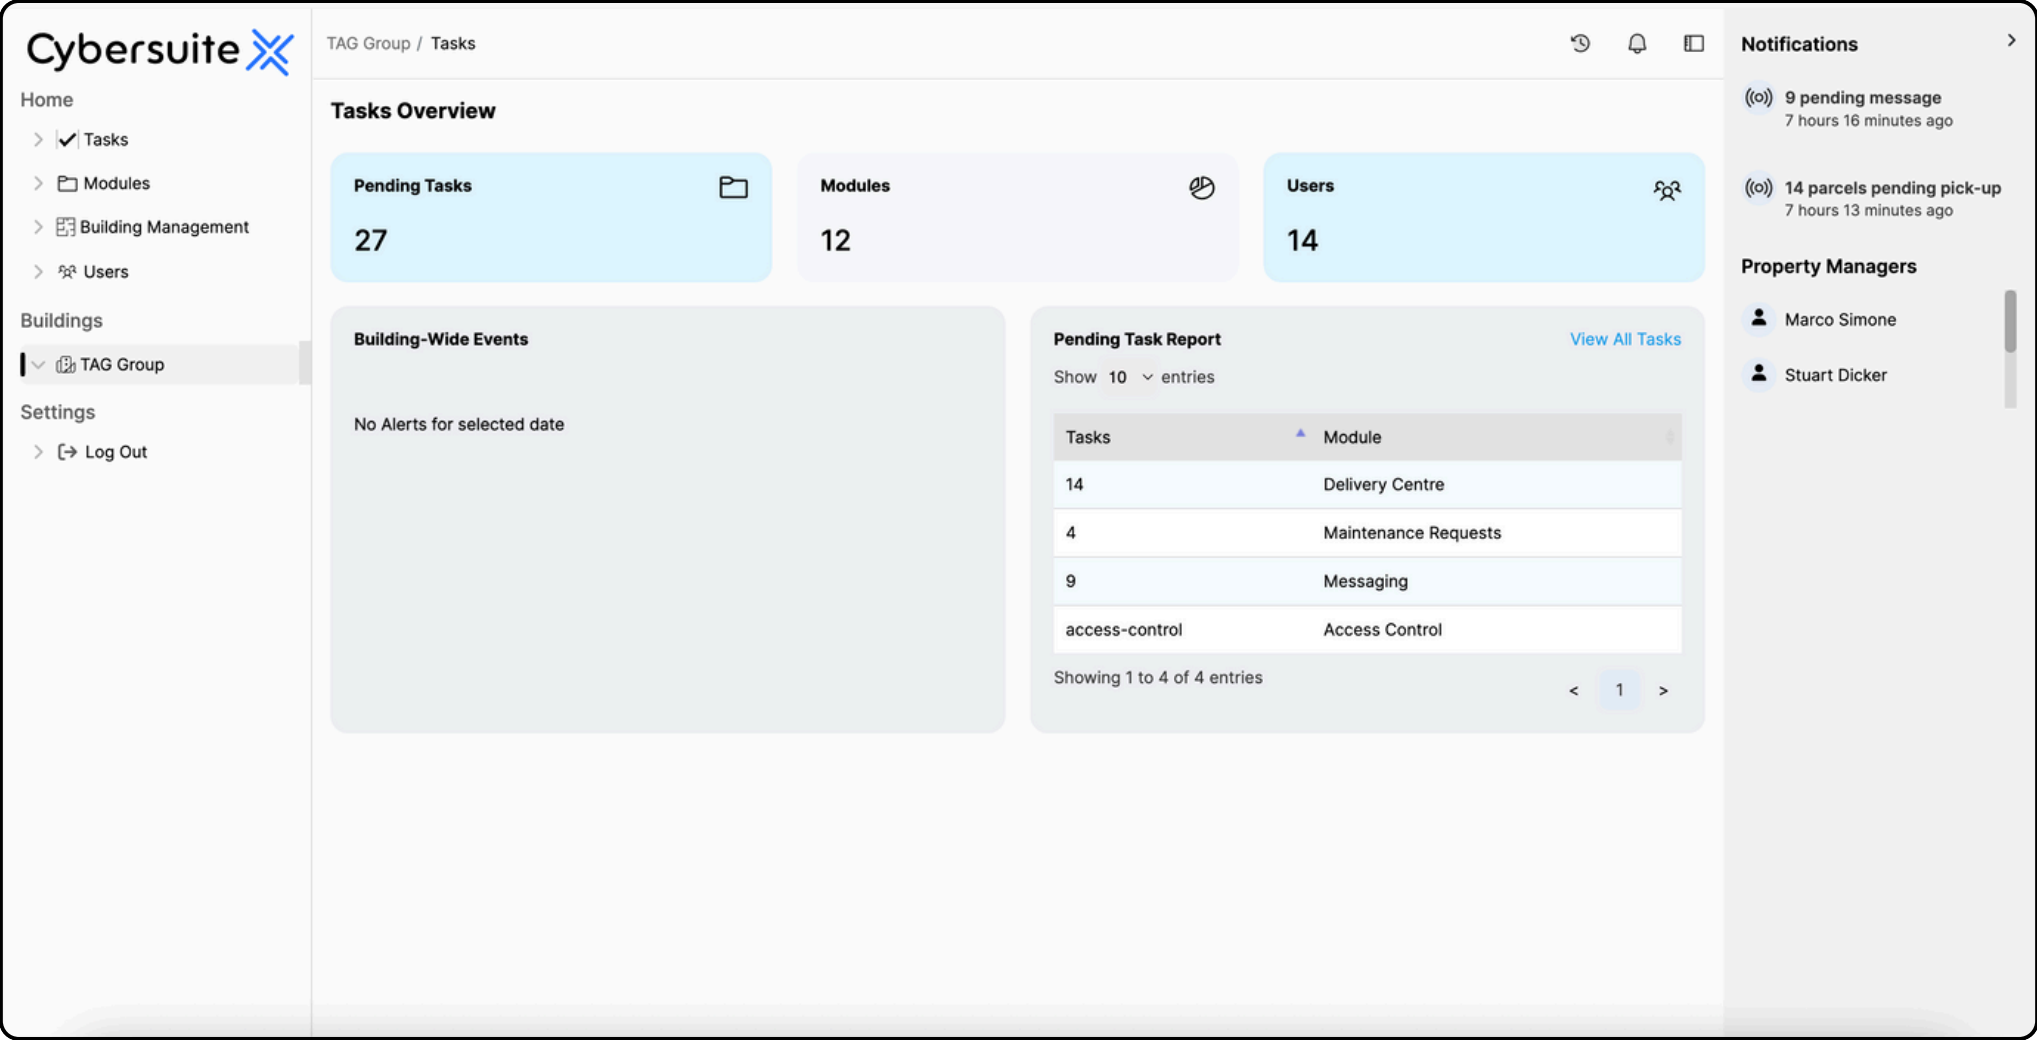 Cybersuite
Home
Tasks
Modules
Building Management
Users
Buildings
TAG Group
Settings
Log Out
TAG Group / Tasks
Tasks Overview
Pending Tasks
27
Modules
12
Users
14
Building-Wide Events
No Alerts for selected date
Pending Task Report
View All Tasks
Show 10 entries
Tasks Module
14 Delivery Centre
4 Maintenance Requests
9 Messaging
access-control Access Control
Showing 1 to 4 of 4 entries
< 1 >
Notifications
9 pending message
7 hours 16 minutes ago
14 parcels pending pick-up
7 hours 13 minutes ago
Property Managers
Marco Simone
Stuart Dicker